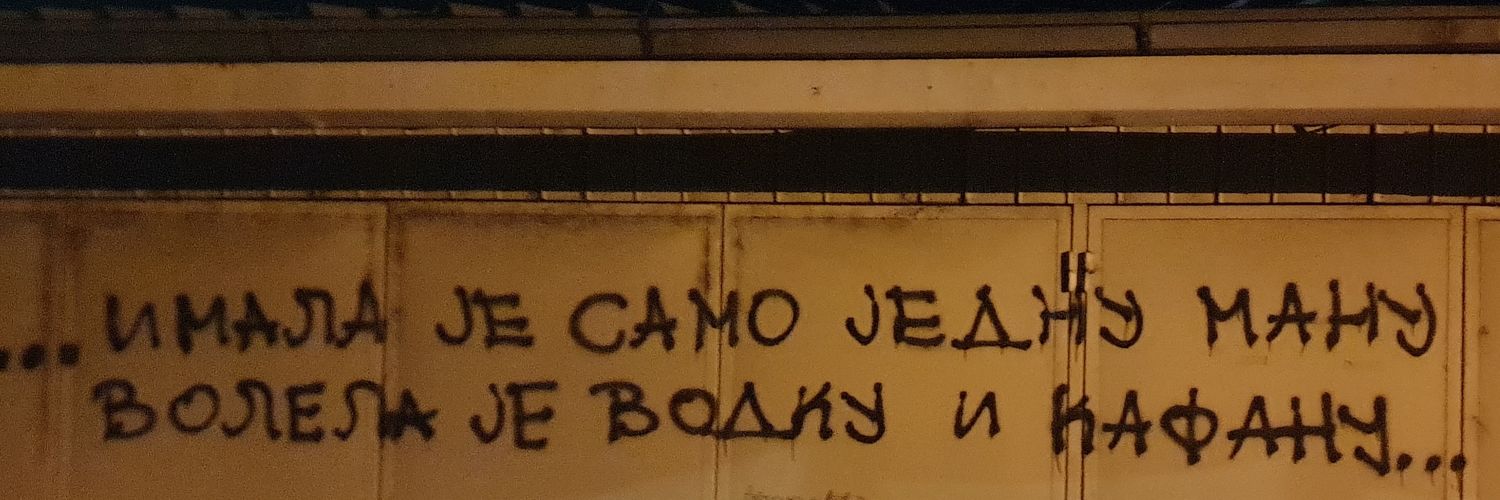 ...ИМАЛА ЈЕ САМО ЈЕДНУ МАНУ
ВОЛЕЛА ЈЕ ВОДКУ И КАФАНУ...